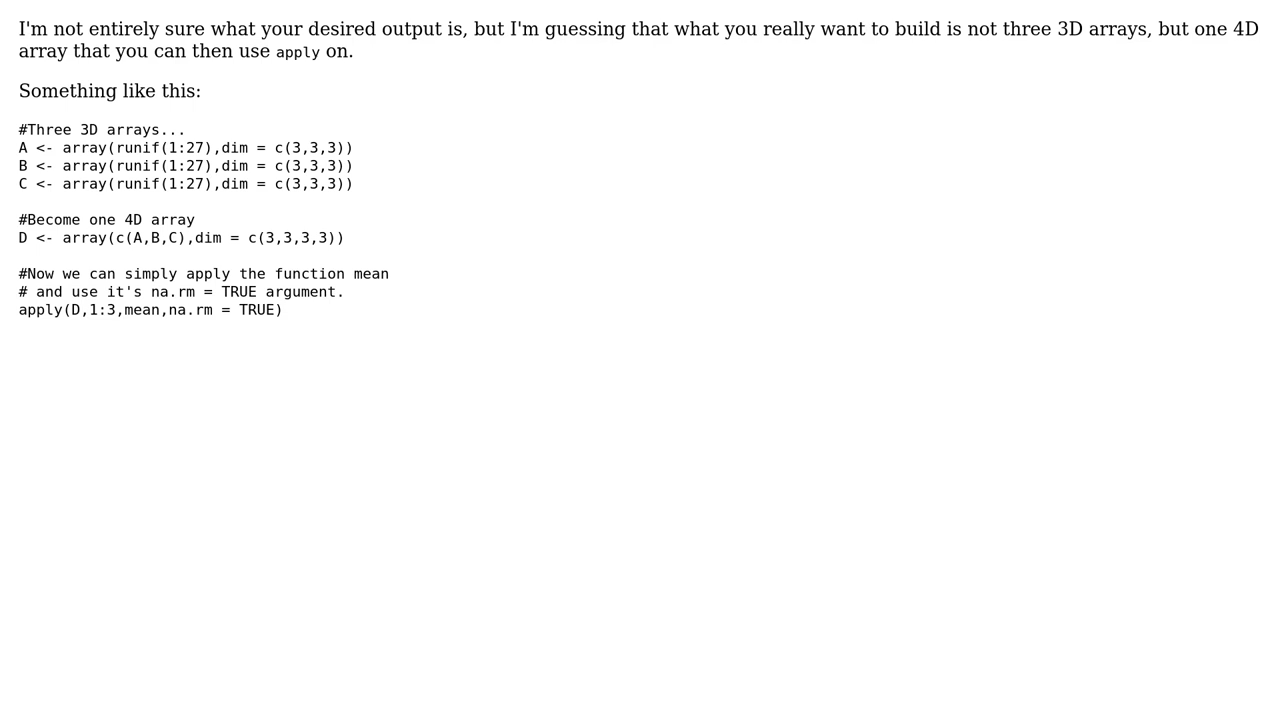 I'm not entirely sure what your desired output is, but I'm guessing that what you really want to build is not three 3D arrays, but one 4D
array that you can then use apply on.
Something like this:
#Three 3D arrays...
A <- array(runif(1:27),dim = c(3,3,3))
B <- array(runif(1:27),dim = c(3,3,3))
C <- array(runif(1:27),dim = c(3,3,3))
#Become one 4D array
D <- array(c(A,B,C),dim = c(3,3,3,3))
#Now we can simply apply the function mean
# and use it's na.rm = TRUE argument.
apply(D,1:3,mean,na.rm = TRUE)